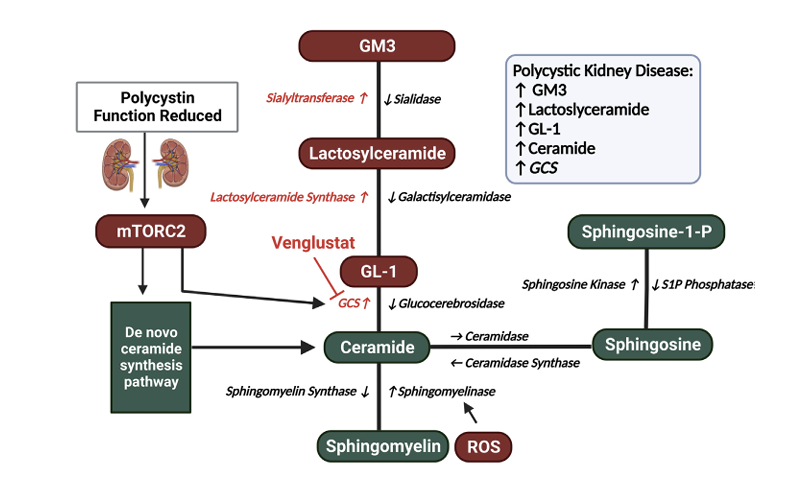 GM3
Sialyltransferase ↑
↓Sialidase
Polycystic Kidney Disease:
↑ GM3
↑Lactoslyceramide
↑GL-1
↑Ceramide
↑GCS
Polycystin
Function Reduced
Lactosylceramide
Lactosylceramide Synthase ↑
↓Galactisylceramidase
mTORC2
Sphingosine-1-P
Venglustat
GL-1
Sphingosine Kinase ↑
↓S1P Phosphatase
GCS↑
↓Glucocerebrosidase
De novo
ceramide
synthesis
pathway
Ceramide
→ Ceramidase
← Ceramidase Synthase
Sphingosine
Sphingomyelin Synthase ↓
↑Sphingomyelinase
Sphingomyelin
ROS